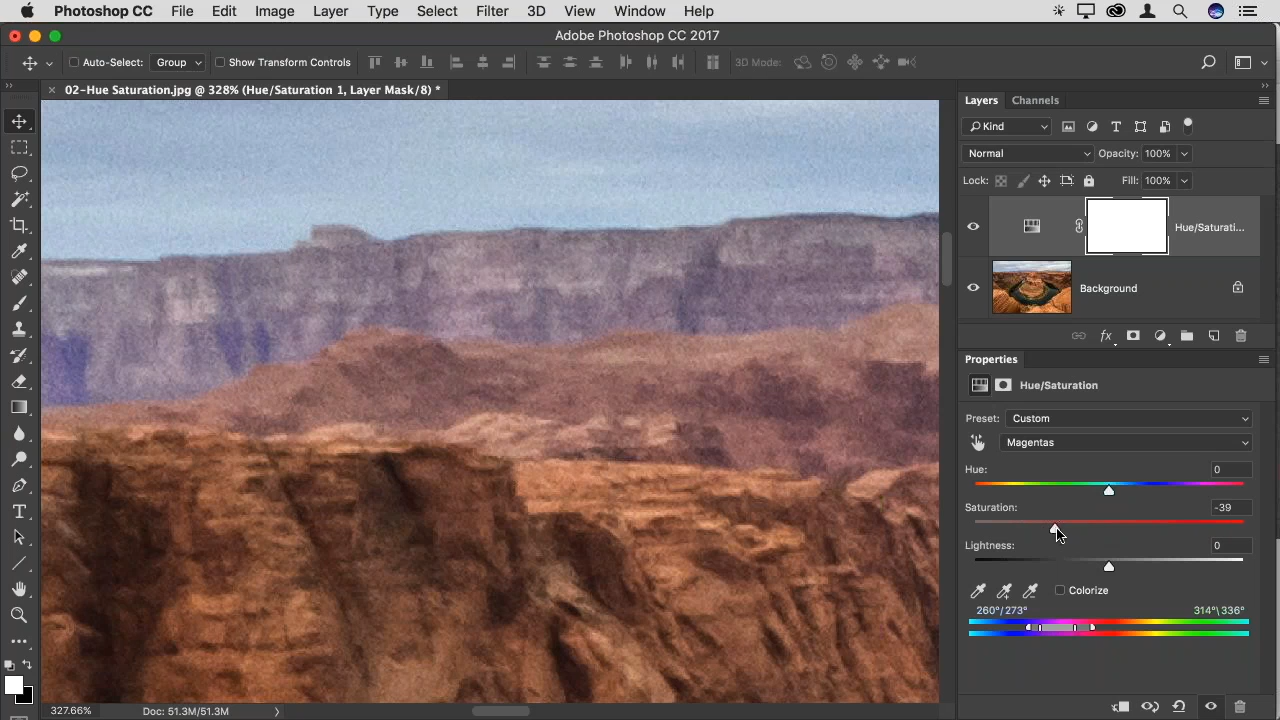 Photoshop CC File Edit Image Layer Type Select Filter 3D View Window Help
Adobe Photoshop CC 2017
Auto-Select: Group Show Transform Controls 3D Mode:
02-Hue Saturation.jpg @ 328% (Hue/Saturation 1, Layer Mask/8) *
Layers Channels
Kind
Normal Opacity: 100%
Lock: Fill: 100%
Hue/Saturati...
Background
fx
Properties
Hue/Saturation
Preset: Custom
Magentas
Hue: 0
Saturation: -39
Lightness: 0
Colorize
260°/273° 314°\336°
327.66% Doc: 51.3M/51.3M